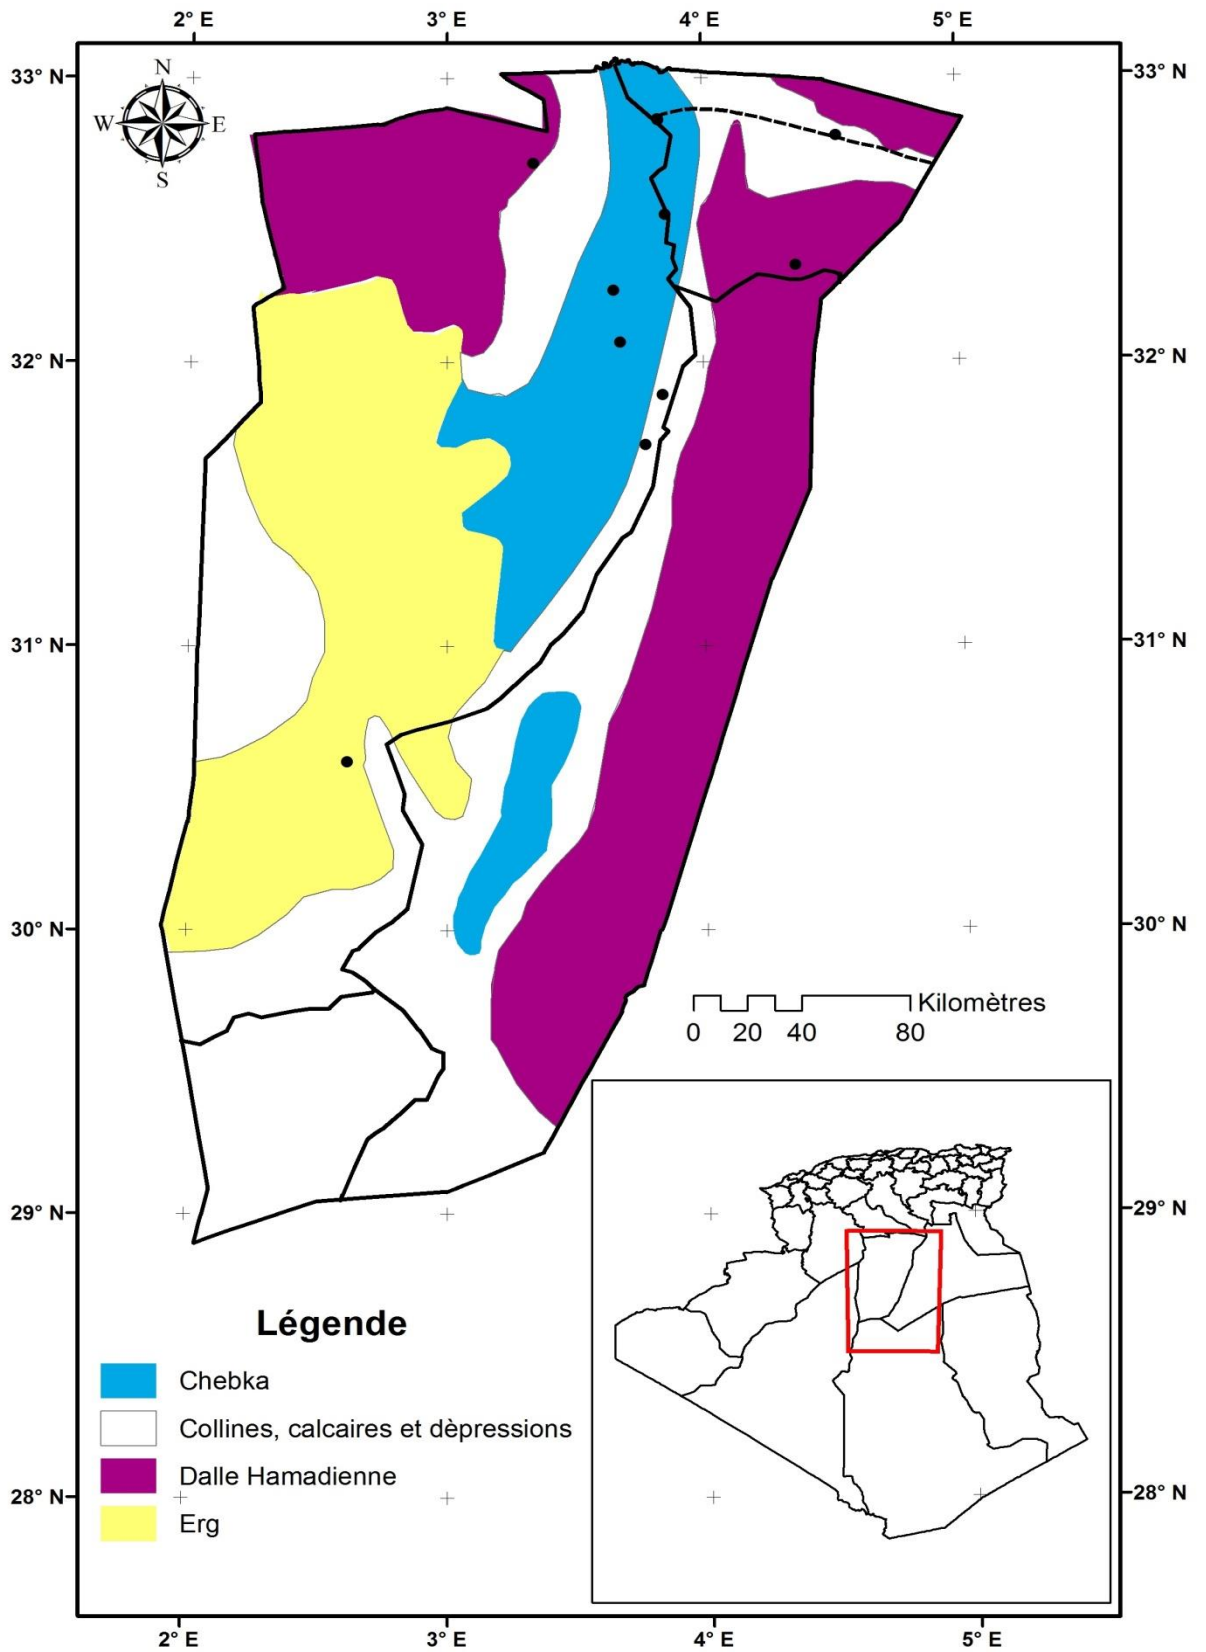 2° E 3° E 4° E 5° E
33° N 33° N
N
W E
S
32° N 32° N
31° N 31° N
30° N 30° N
Kilomètres
0 20 40 80
29° N 29° N
Légende
Chebka
Collines, calcaires et dèpressions
Dalle Hamadienne
Erg
28° N 28° N
2° E 3° E 4° E 5° E